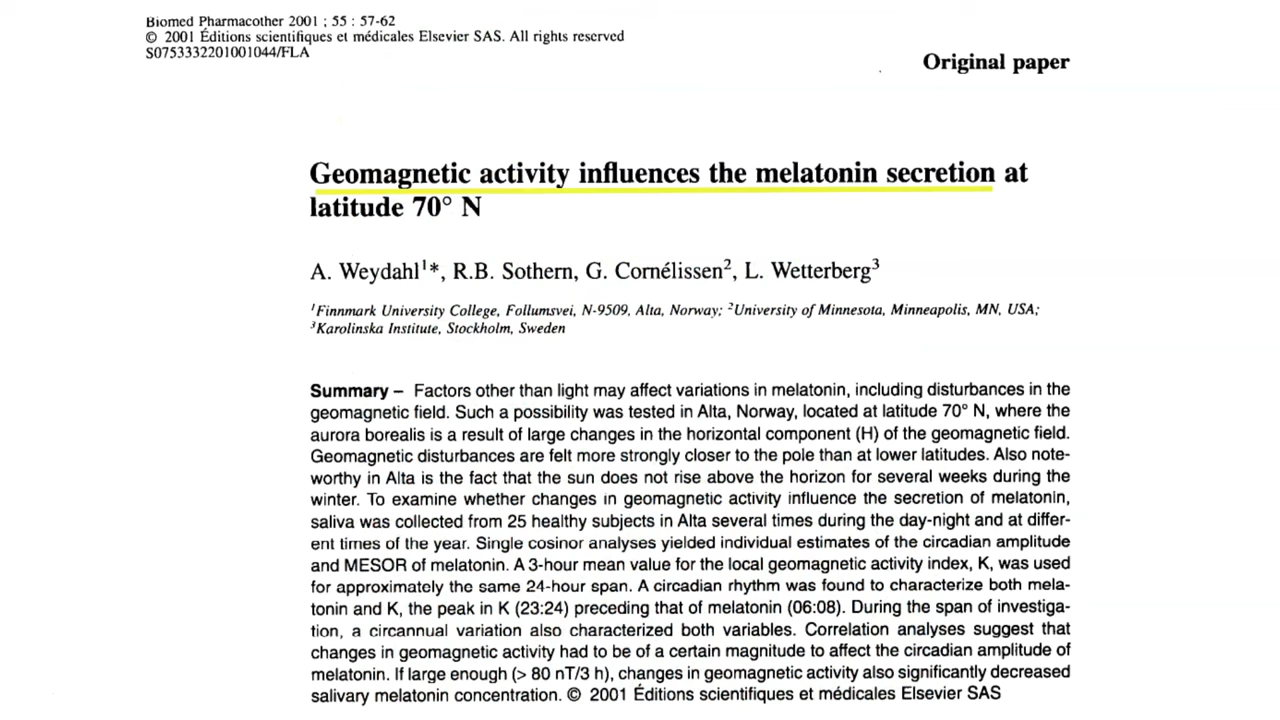 Biomed Pharmacother 2001 ; 55 : 57-62
© 2001 Éditions scientifiques et médicales Elsevier SAS. All rights reserved
S0753332201001044/FLA
Original paper
Geomagnetic activity influences the melatonin secretion at
latitude 70° N
A. Weydahl¹*, R.B. Sothern, G. Cornélissen², L. Wetterberg³
¹Finnmark University College, Follumsvei, N-9509, Alta, Norway; ²University of Minnesota, Minneapolis, MN, USA;
³Karolinska Institute, Stockholm, Sweden
Summary – Factors other than light may affect variations in melatonin, including disturbances in the
geomagnetic field. Such a possibility was tested in Alta, Norway, located at latitude 70° N, where the
aurora borealis is a result of large changes in the horizontal component (H) of the geomagnetic field.
Geomagnetic disturbances are felt more strongly closer to the pole than at lower latitudes. Also note-
worthy in Alta is the fact that the sun does not rise above the horizon for several weeks during the
winter. To examine whether changes in geomagnetic activity influence the secretion of melatonin,
saliva was collected from 25 healthy subjects in Alta several times during the day-night and at differ-
ent times of the year. Single cosinor analyses yielded individual estimates of the circadian amplitude
and MESOR of melatonin. A 3-hour mean value for the local geomagnetic activity index, K, was used
for approximately the same 24-hour span. A circadian rhythm was found to characterize both mela-
tonin and K, the peak in K (23:24) preceding that of melatonin (06:08). During the span of investiga-
tion, a circannual variation also characterized both variables. Correlation analyses suggest that
changes in geomagnetic activity had to be of a certain magnitude to affect the circadian amplitude of
melatonin. If large enough (> 80 nT/3 h), changes in geomagnetic activity also significantly decreased
salivary melatonin concentration. © 2001 Éditions scientifiques et médicales Elsevier SAS